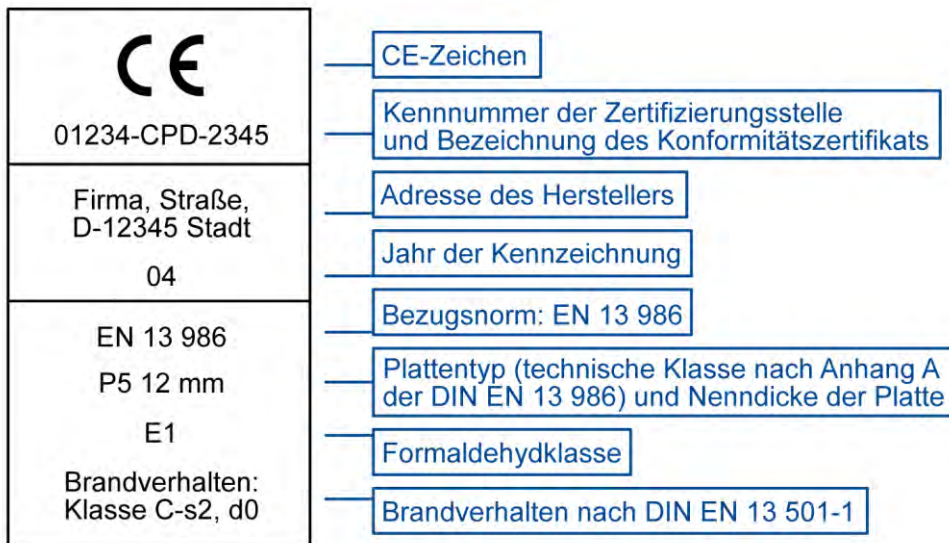 CE
01234-CPD-2345
Firma, Straße,
D-12345 Stadt
04
EN 13 986
P5 12 mm
E1
Brandverhalten:
Klasse C-s2, d0
CE-Zeichen
Kennnummer der Zertifizierungsstelle
und Bezeichnung des Konformitätszertifikats
Adresse des Herstellers
Jahr der Kennzeichnung
Bezugsnorm: EN 13 986
Plattentyp (technische Klasse nach Anhang A
der DIN EN 13 986) und Nenndicke der Platte
Formaldehydklasse
Brandverhalten nach DIN EN 13 501-1